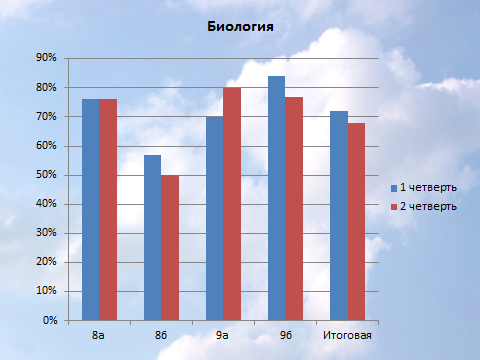 Биология
90%
80%
70%
60%
50%
40%
30%
20%
10%
0%
8а
8б
9а
9б
Итоговая
1 четверть
2 четверть